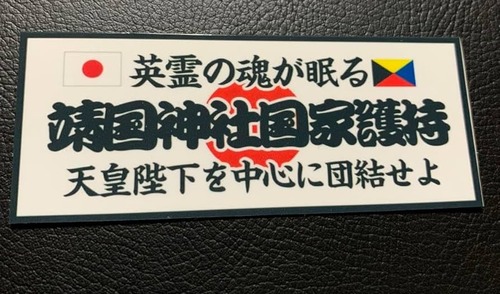 英霊の魂が眠る
靖国神社国家護持
天皇陛下を中心に団結せよ